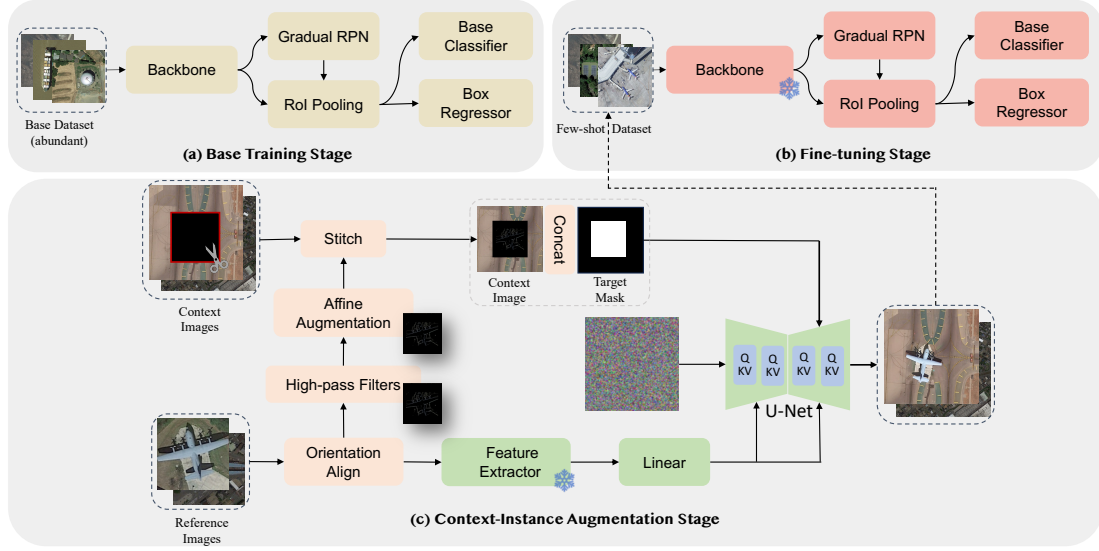 Base Dataset
(abundant)
Backbone
Gradual RPN
RoI Pooling
Base
Classifier
Box
Regressor
(a) Base Training Stage
Few-shot Dataset
Backbone
Gradual RPN
RoI Pooling
Base
Classifier
Box
Regressor
(b) Fine-tuning Stage
Context
Images
Stitch
Context
Image
Concat
Target
Mask
Affine
Augmentation
High-pass Filters
Reference
Images
Orientation
Align
Feature
Extractor
Linear
Q
KV
Q
KV
Q
KV
Q
KV
U-Net
(c) Context-Instance Augmentation Stage